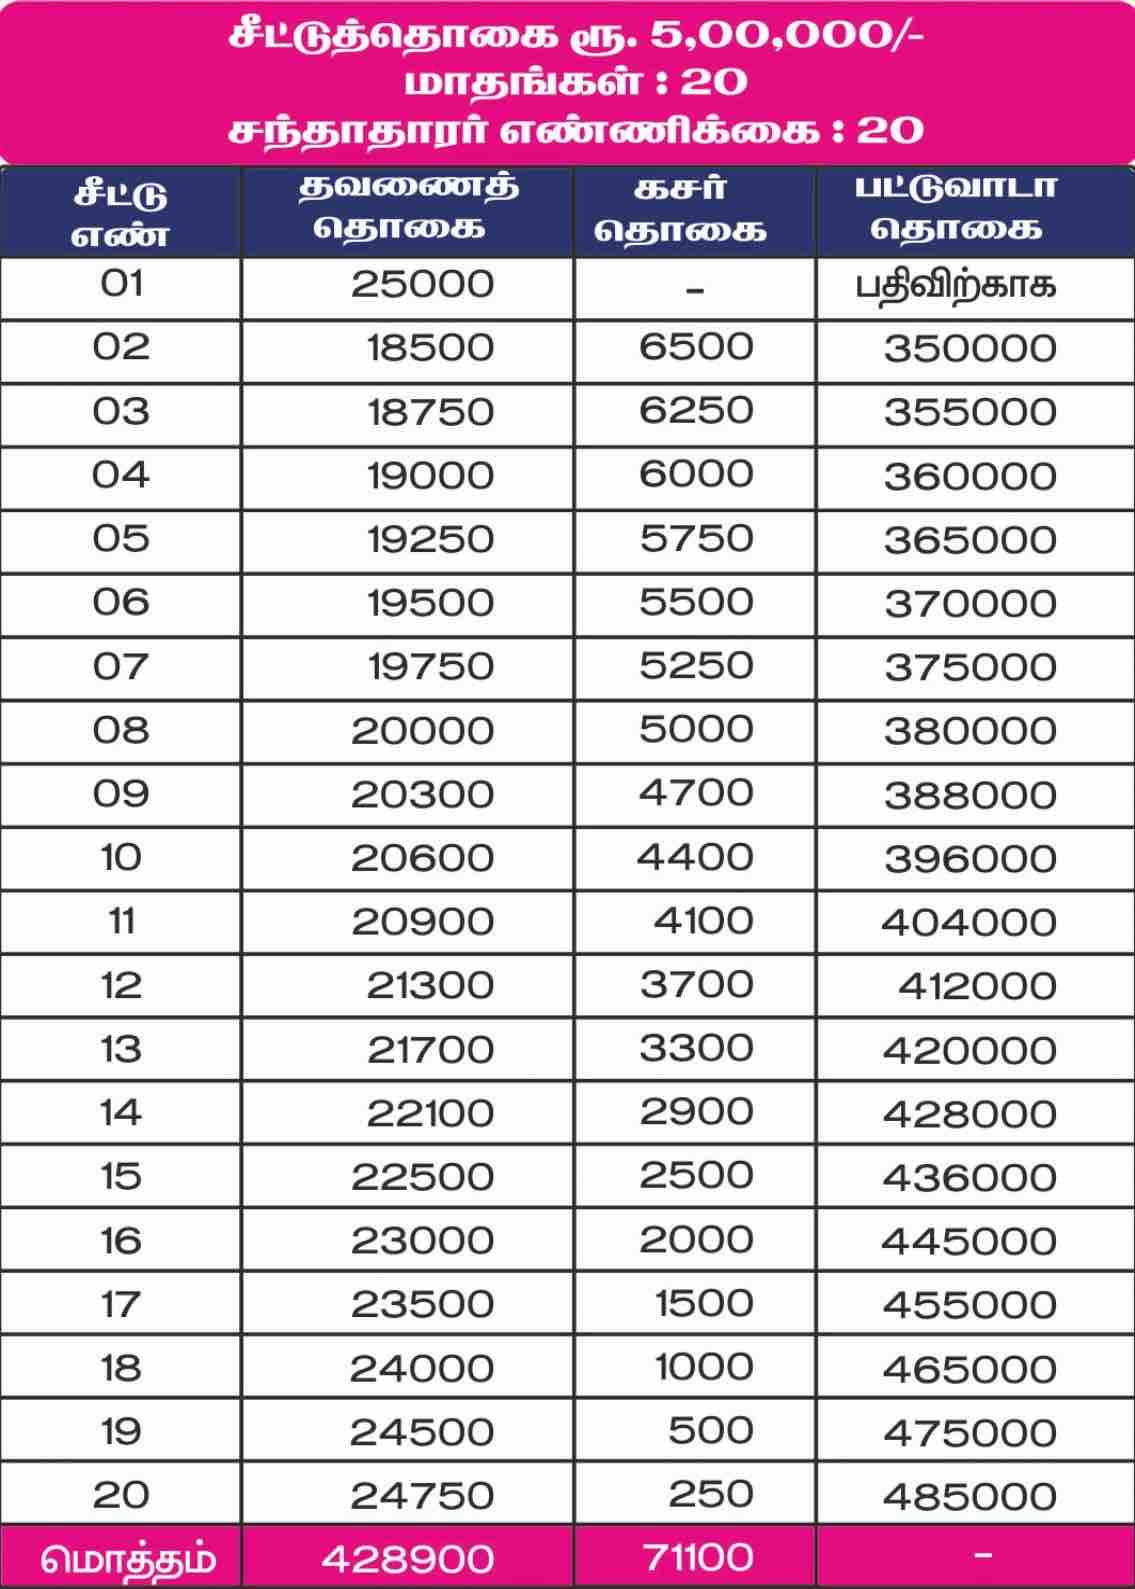 சீட்டுத்தொகை ரூ. 5,00,000/-
மாதங்கள் : 20
சந்தாதாரர் எண்ணிக்கை : 20
சீட்டு எண் தவணைத் தொகை கசர் தொகை பட்டுவாடா தொகை
01 25000 - பதிவிற்காக
02 18500 6500 350000
03 18750 6250 355000
04 19000 6000 360000
05 19250 5750 365000
06 19500 5500 370000
07 19750 5250 375000
08 20000 5000 380000
09 20300 4700 388000
10 20600 4400 396000
11 20900 4100 404000
12 21300 3700 412000
13 21700 3300 420000
14 22100 2900 428000
15 22500 2500 436000
16 23000 2000 445000
17 23500 1500 455000
18 24000 1000 465000
19 24500 500 475000
20 24750 250 485000
மொத்தம் 428900 71100 -